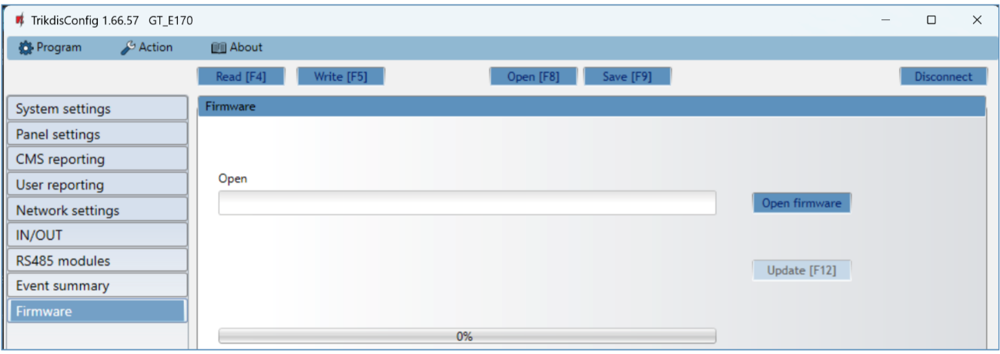 TrikdisConfig 1.66.57 GT_E170
Program Action About
Read [F4] Write [F5] Open [F8] Save [F9] Disconnect
System settings
Panel settings
CMS reporting
User reporting
Network settings
IN/OUT
RS485 modules
Event summary
Firmware
Firmware
Open
Open firmware
Update [F12]
0%